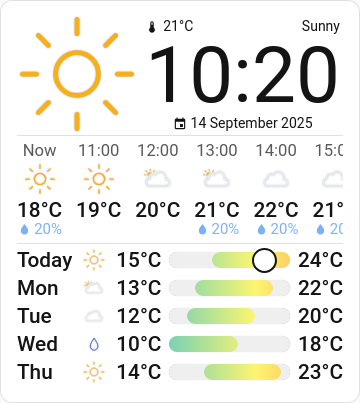 21°C Sunny
10:20
14 September 2025
Now 11:00 12:00 13:00 14:00
18°C 19°C 20°C 21°C 22°C 21°
20% 20% 20%
Today 15°C 24°C
Mon 13°C 22°C
Tue 12°C 20°C
Wed 10°C 18°C
Thu 14°C 23°C